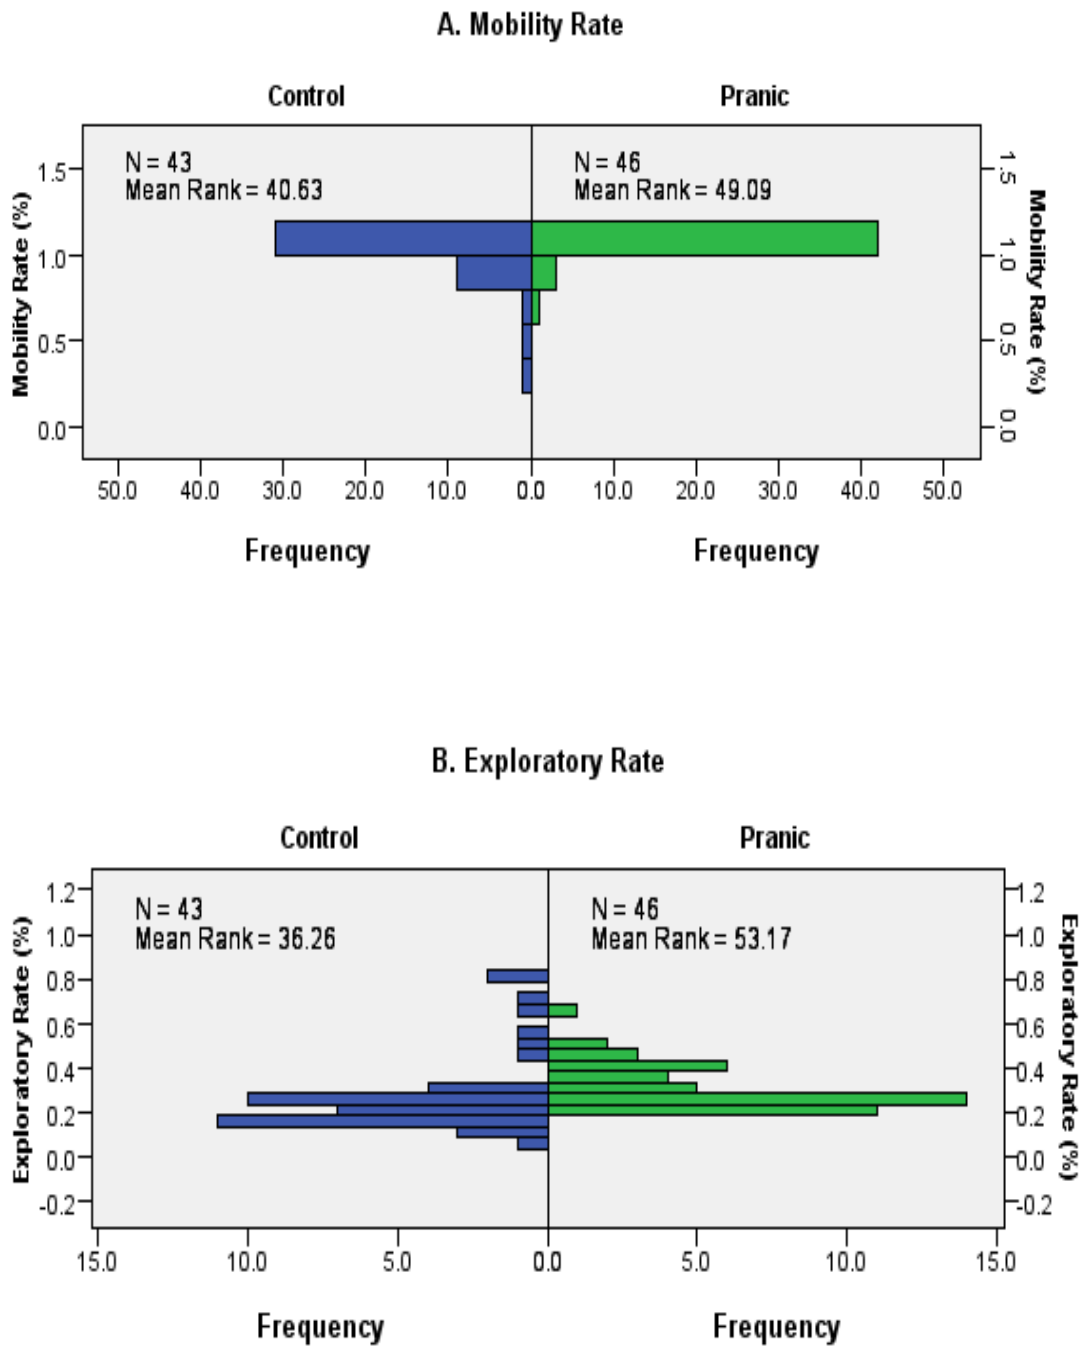 A. Mobility Rate
Control
Pranic
N = 43
Mean Rank = 40.63
N = 46
Mean Rank = 49.09
Mobility Rate (%)
1.5
1.0
0.5
0.0
1.5
1.0
0.5
0.0
Mobility Rate (%)
50.0 40.0 30.0 20.0 10.0 0.0 10.0 20.0 30.0 40.0 50.0
Frequency
Frequency
B. Exploratory Rate
Control
Pranic
N = 43
Mean Rank = 36.26
N = 46
Mean Rank = 53.17
Exploratory Rate (%)
1.2
1.0
0.8
0.6
0.4
0.2
0.0
-0.2
1.2
1.0
0.8
0.6
0.4
0.2
0.0
-0.2
Exploratory Rate (%)
15.0 10.0 5.0 0.0 5.0 10.0 15.0
Frequency
Frequency